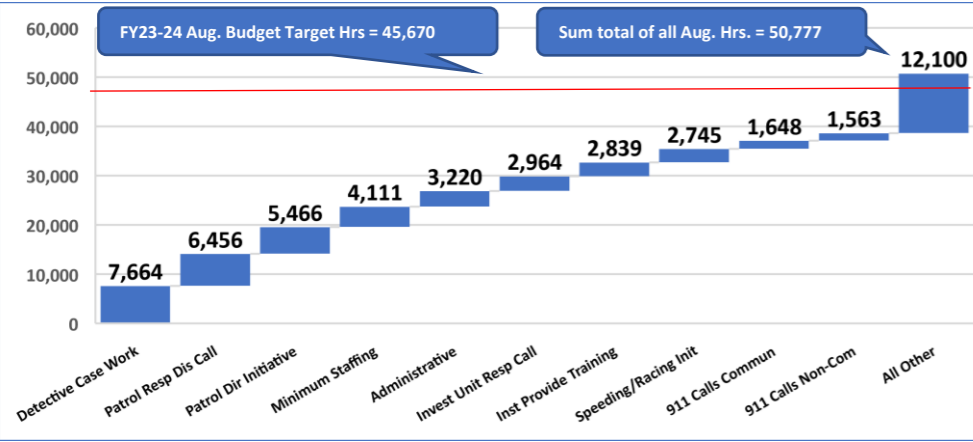 FY23-24 Aug. Budget Target Hrs = 45,670
Sum total of all Aug. Hrs. = 50,777
60,000
50,000
40,000
30,000
20,000
10,000
0
7,664
6,456
5,466
4,111
3,220
2,964
2,839
2,745
1,648
1,563
12,100
Detective Case Work
Patrol Resp Dis Call
Patrol Dir Initiative
Minimum Staffing
Administrative
Invest Unit Resp Call
Inst Provide Training
Speeding/Racing Init
911 Calls Commun
911 Calls Non-Com
All Other